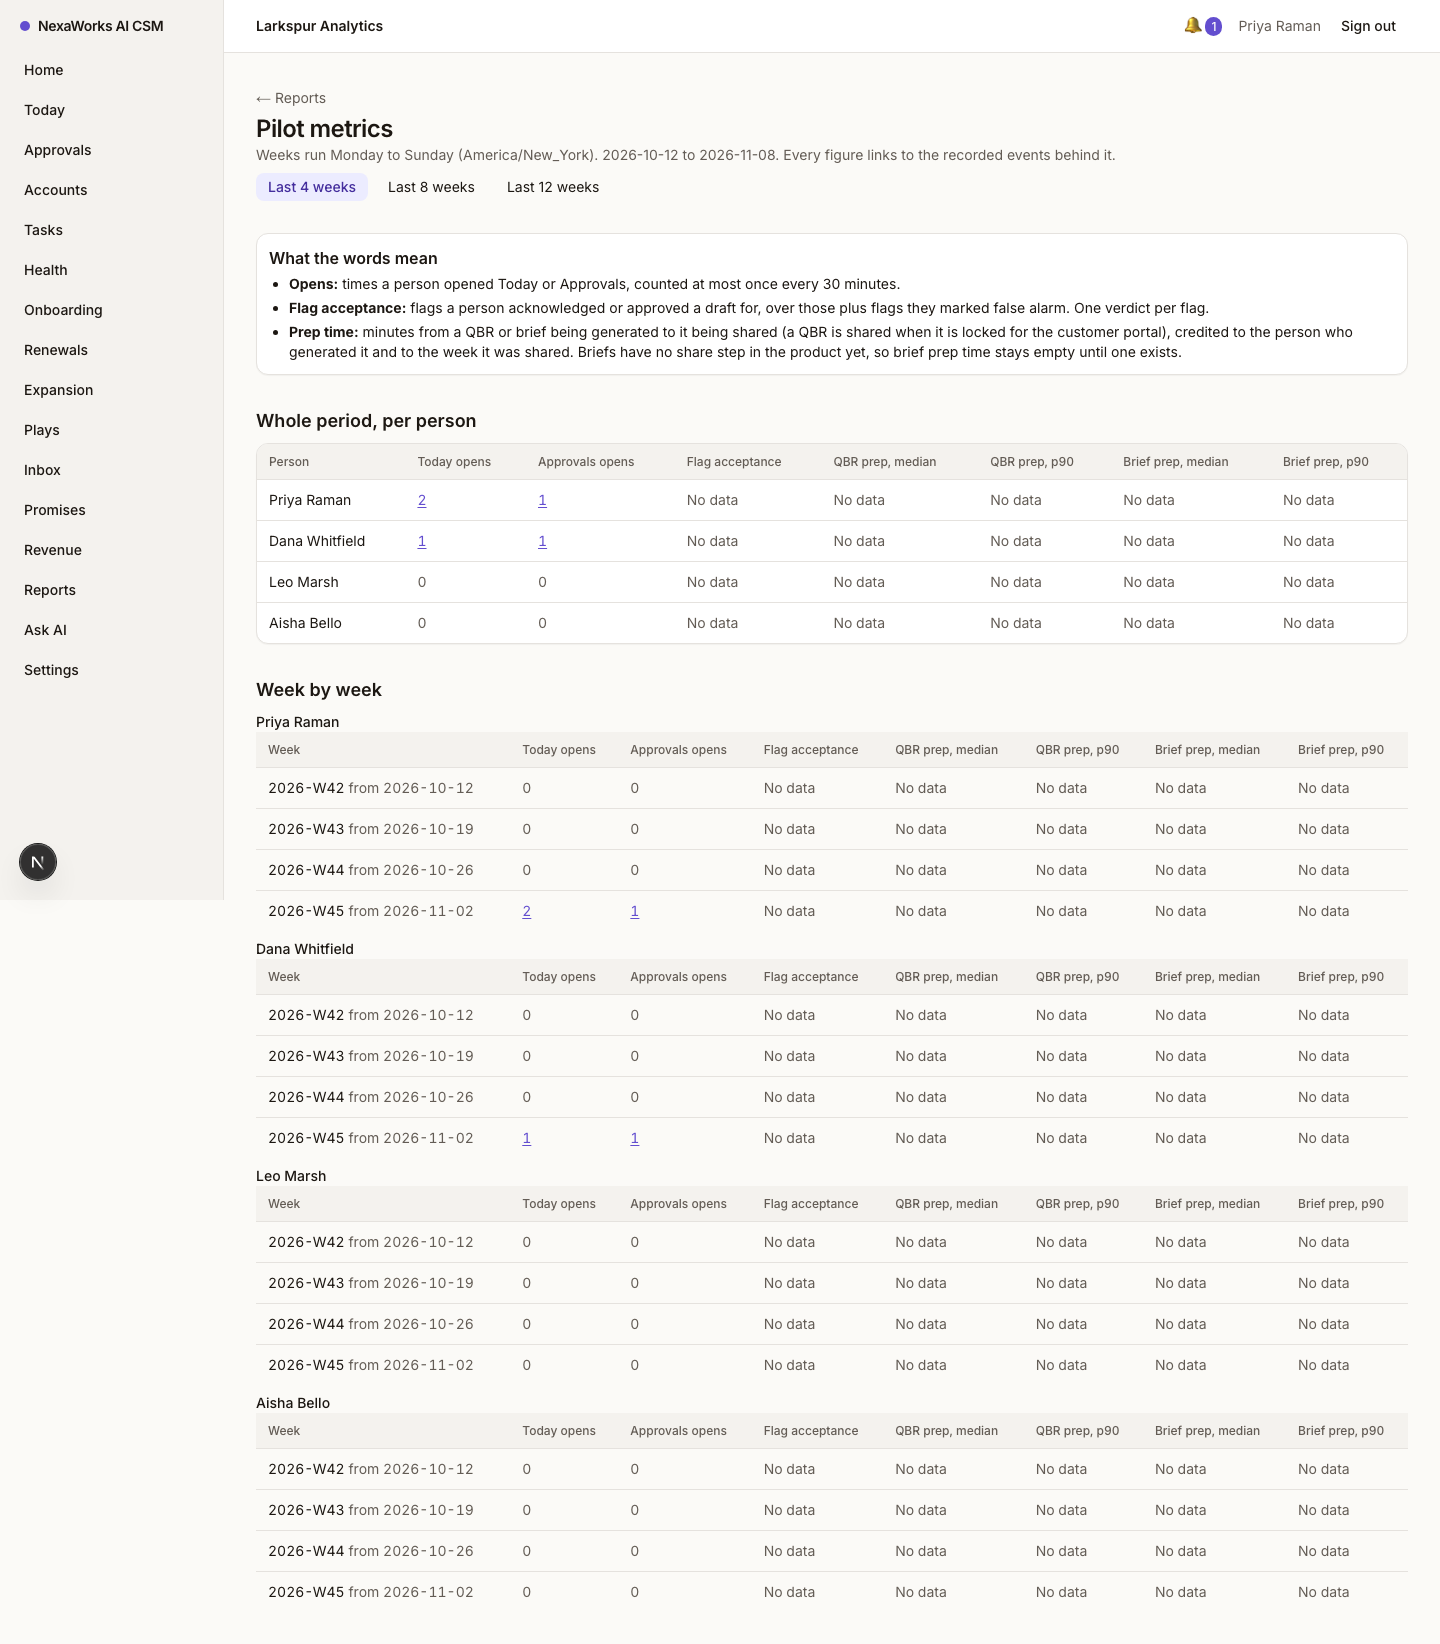 NexaWorks AI CSM
Home
Today
Approvals
Accounts
Tasks
Health
Onboarding
Renewals
Expansion
Plays
Inbox
Promises
Revenue
Reports
Ask AI
Settings
N
Larkspur Analytics
1
Priya Raman
Sign out
← Reports
Pilot metrics
Weeks run Monday to Sunday (America/New_York). 2026-10-12 to 2026-11-08. Every figure links to the recorded events behind it.
Last 4 weeks Last 8 weeks Last 12 weeks
What the words mean
• Opens: times a person opened Today or Approvals, counted at most once every 30 minutes.
• Flag acceptance: flags a person acknowledged or approved a draft for, over those plus flags they marked false alarm. One verdict per flag.
• Prep time: minutes from a QBR or brief being generated to it being shared (a QBR is shared when it is locked for the customer portal), credited to the person who
generated it and to the week it was shared. Briefs have no share step in the product yet, so brief prep time stays empty until one exists.
Whole period, per person
Person Today opens Approvals opens Flag acceptance QBR prep, median QBR prep, p90 Brief prep, median Brief prep, p90
Priya Raman 2 1 No data No data No data No data No data
Dana Whitfield 1 1 No data No data No data No data No data
Leo Marsh 0 0 No data No data No data No data No data
Aisha Bello 0 0 No data No data No data No data No data
Week by week
Priya Raman
Week Today opens Approvals opens Flag acceptance QBR prep, median QBR prep, p90 Brief prep, median Brief prep, p90
2026-W42 from 2026-10-12 0 0 No data No data No data No data No data
2026-W43 from 2026-10-19 0 0 No data No data No data No data No data
2026-W44 from 2026-10-26 0 0 No data No data No data No data No data
2026-W45 from 2026-11-02 2 1 No data No data No data No data No data
Dana Whitfield
Week Today opens Approvals opens Flag acceptance QBR prep, median QBR prep, p90 Brief prep, median Brief prep, p90
2026-W42 from 2026-10-12 0 0 No data No data No data No data No data
2026-W43 from 2026-10-19 0 0 No data No data No data No data No data
2026-W44 from 2026-10-26 0 0 No data No data No data No data No data
2026-W45 from 2026-11-02 1 1 No data No data No data No data No data
Leo Marsh
Week Today opens Approvals opens Flag acceptance QBR prep, median QBR prep, p90 Brief prep, median Brief prep, p90
2026-W42 from 2026-10-12 0 0 No data No data No data No data No data
2026-W43 from 2026-10-19 0 0 No data No data No data No data No data
2026-W44 from 2026-10-26 0 0 No data No data No data No data No data
2026-W45 from 2026-11-02 0 0 No data No data No data No data No data
Aisha Bello
Week Today opens Approvals opens Flag acceptance QBR prep, median QBR prep, p90 Brief prep, median Brief prep, p90
2026-W42 from 2026-10-12 0 0 No data No data No data No data No data
2026-W43 from 2026-10-19 0 0 No data No data No data No data No data
2026-W44 from 2026-10-26 0 0 No data No data No data No data No data
2026-W45 from 2026-11-02 0 0 No data No data No data No data No data